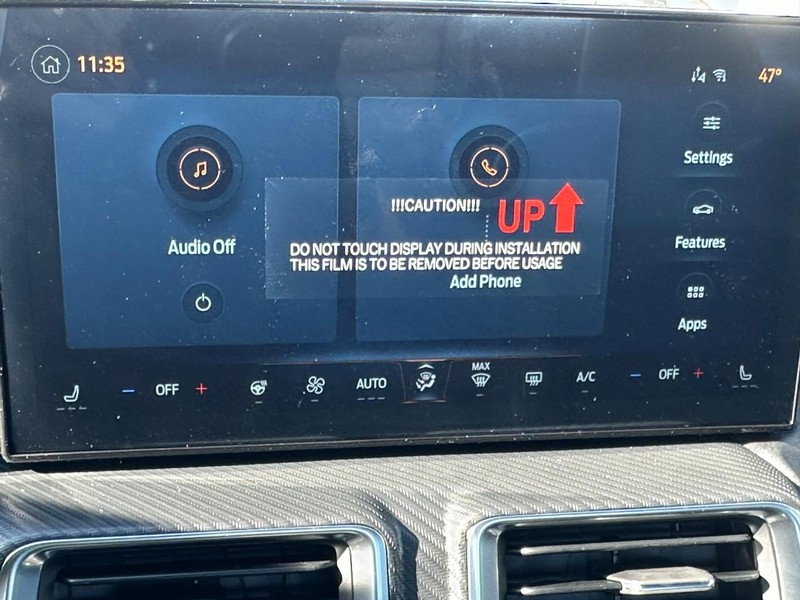 11:35
47°
Audio Off
!!!CAUTION!!! UP
DO NOT TOUCH DISPLAY DURING INSTALLATION
THIS FILM IS TO BE REMOVED BEFORE USAGE
Add Phone
Settings
Features
Apps
- OFF + AUTO MAX A/C - OFF +